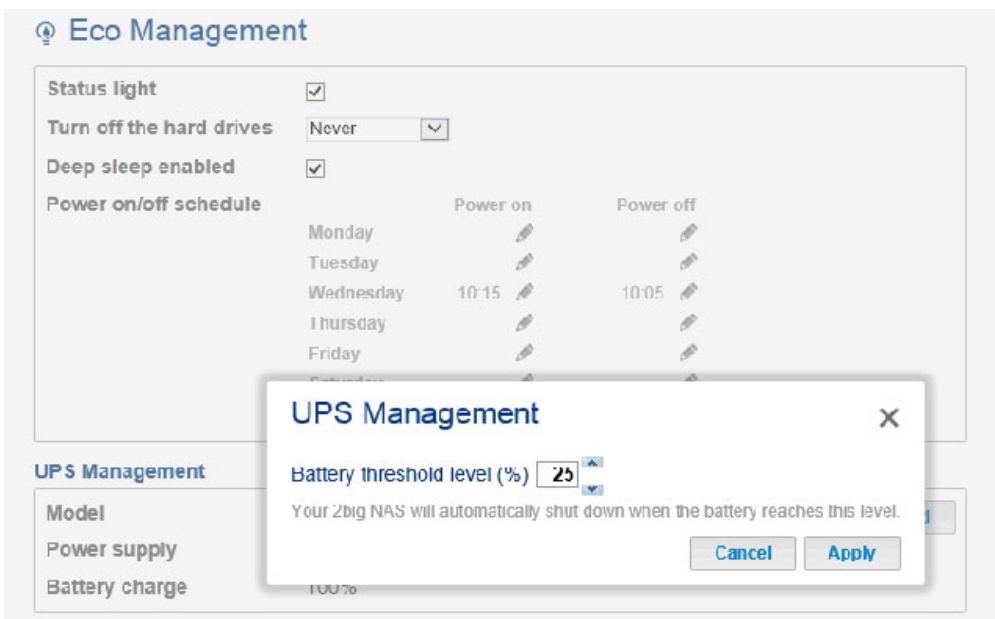 Eco Management
Status light
Turn off the hard drives Never
Deep sleep enabled
Power on/off schedule Power on Power off
Monday
Tuesday
Wednesday 10:15 10:05
Thursday
Friday
Saturday
UPS Management
Battery threshold level (%) 25
Your 2big NAS will automatically shut down when the battery reaches this level.
Cancel Apply
UPS Management
Model
Power supply
Battery charge 100%